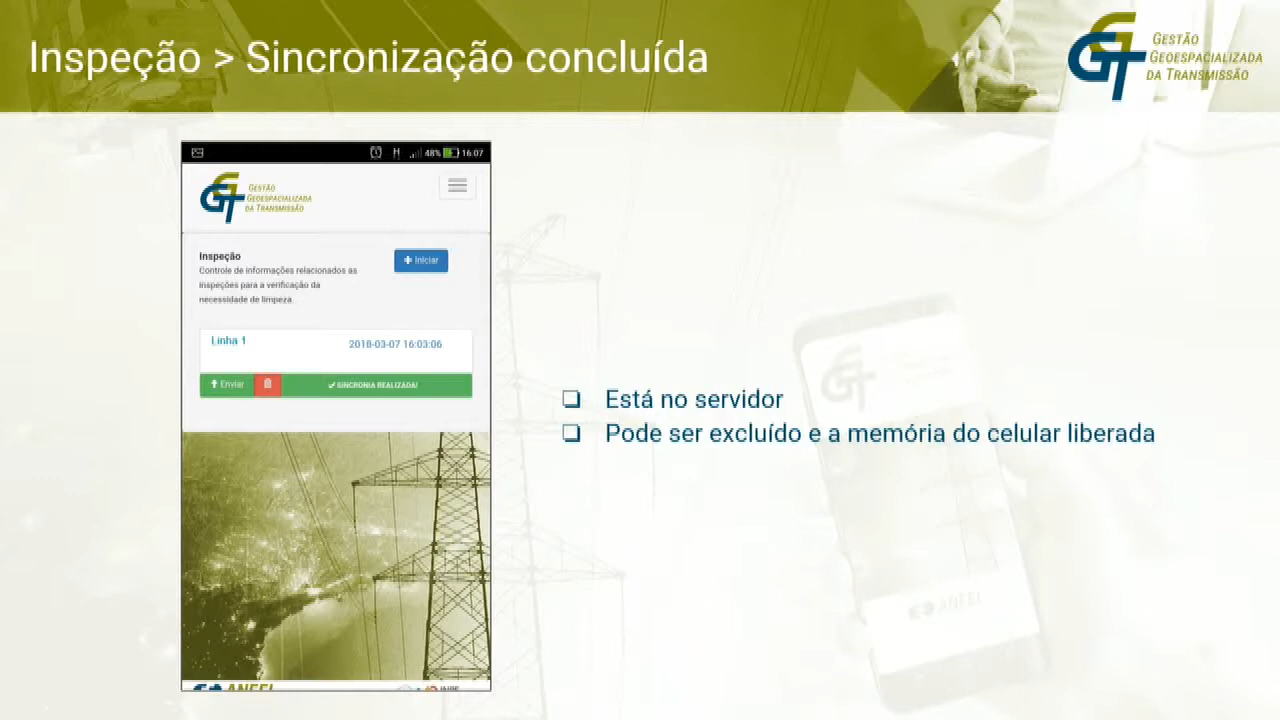 Inspeção > Sincronização concluída
GESTÃO
GEOESPACIALIZADA
DA TRANSMISSÃO
48% 16:07
GESTÃO
GEOESPACIALIZADA
DA TRANSMISSÃO
Inspeção
Iniciar
Controle de informações relacionados as
inspeções para a verificação da
necessidade de limpeza.
Linha 1
2018-03-07 16:03:06
Enviar
SINCRONIA REALIZADA!
Está no servidor
Pode ser excluído e a memória do celular liberada
ANEEL
ANEEL